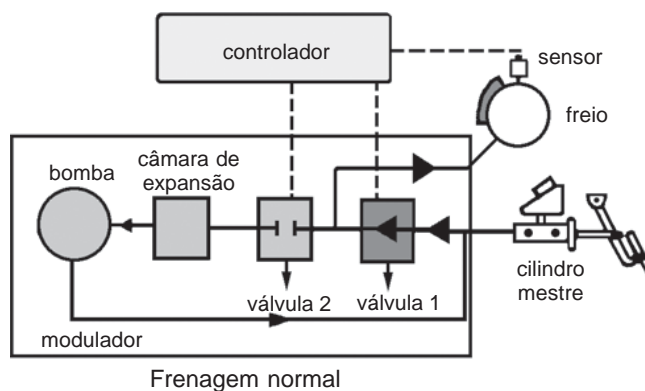 controlador
sensor
freio
bomba
câmara de
expansão
cilindro
mestre
válvula 2
válvula 1
modulador
Frenagem normal